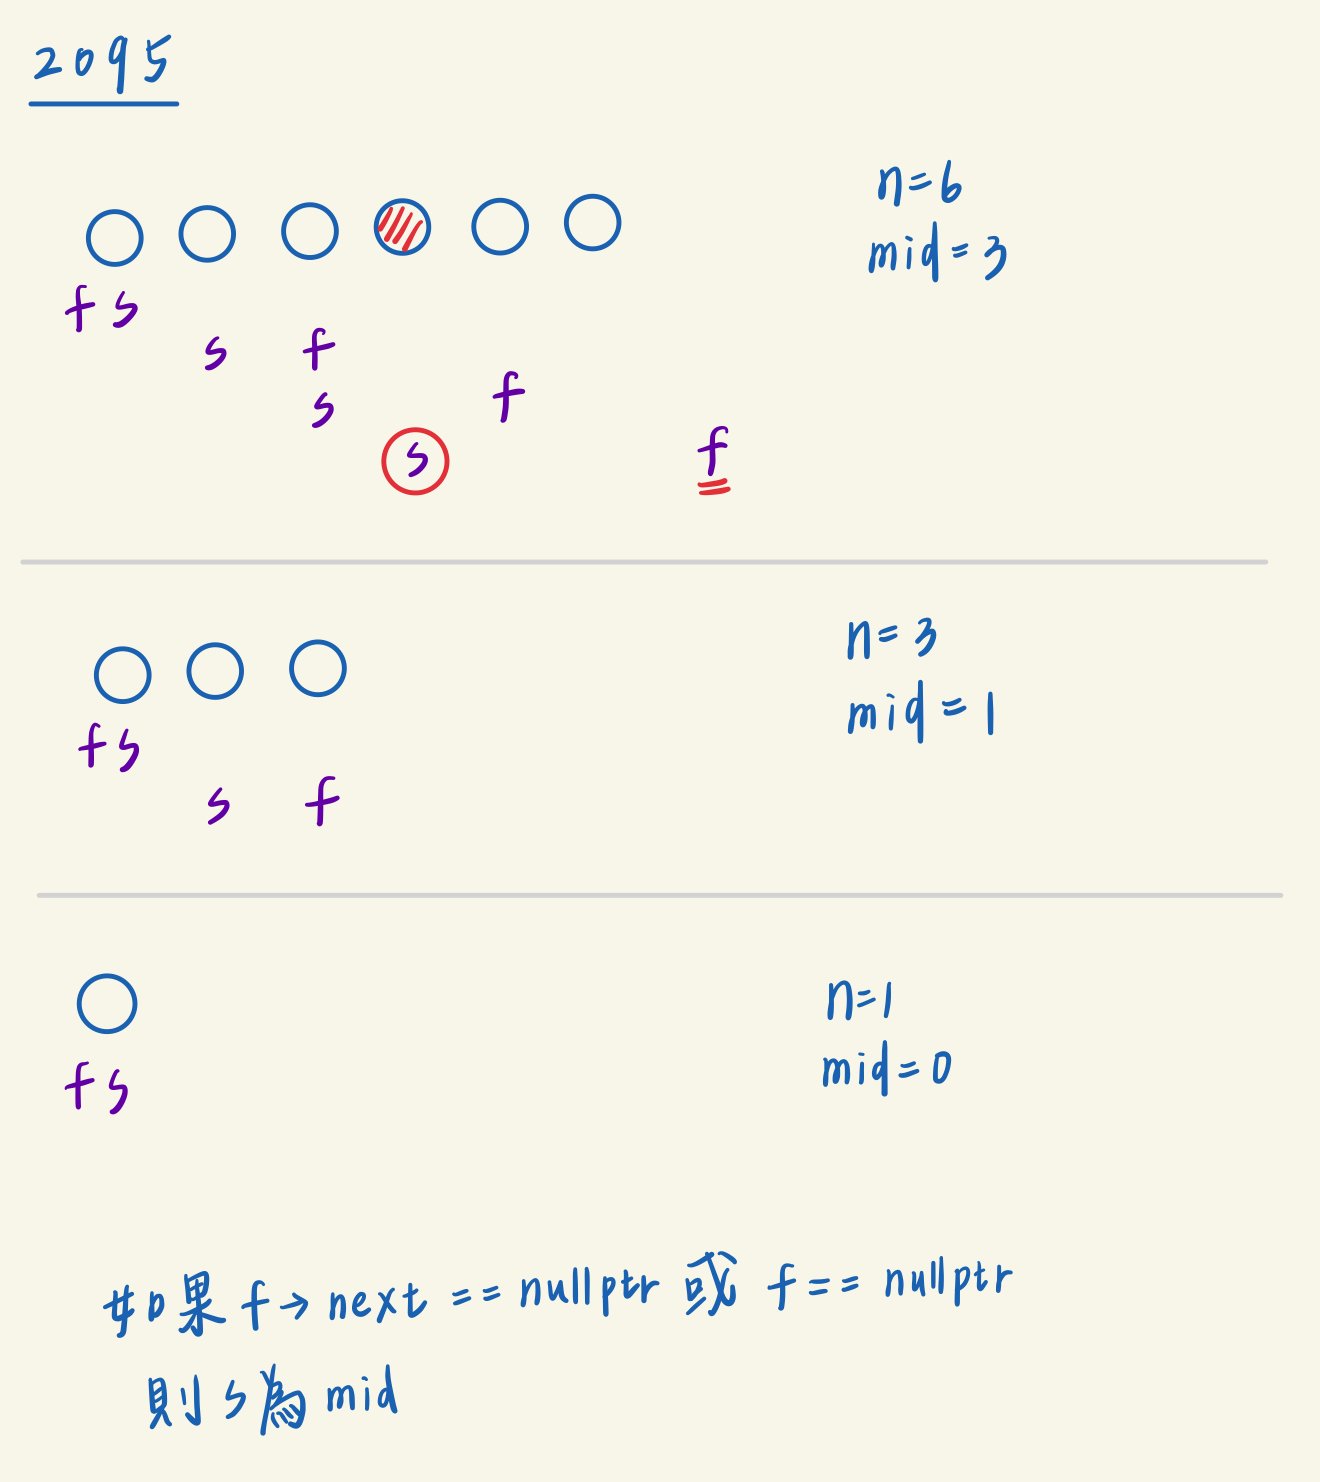 2095
n=6
mid=3
f s
s f
s f
s f
n=3
mid=1
f s
s f
n=1
mid=0
f s
如果 f→next == nullptr 或 f == nullptr
則 s 為 mid